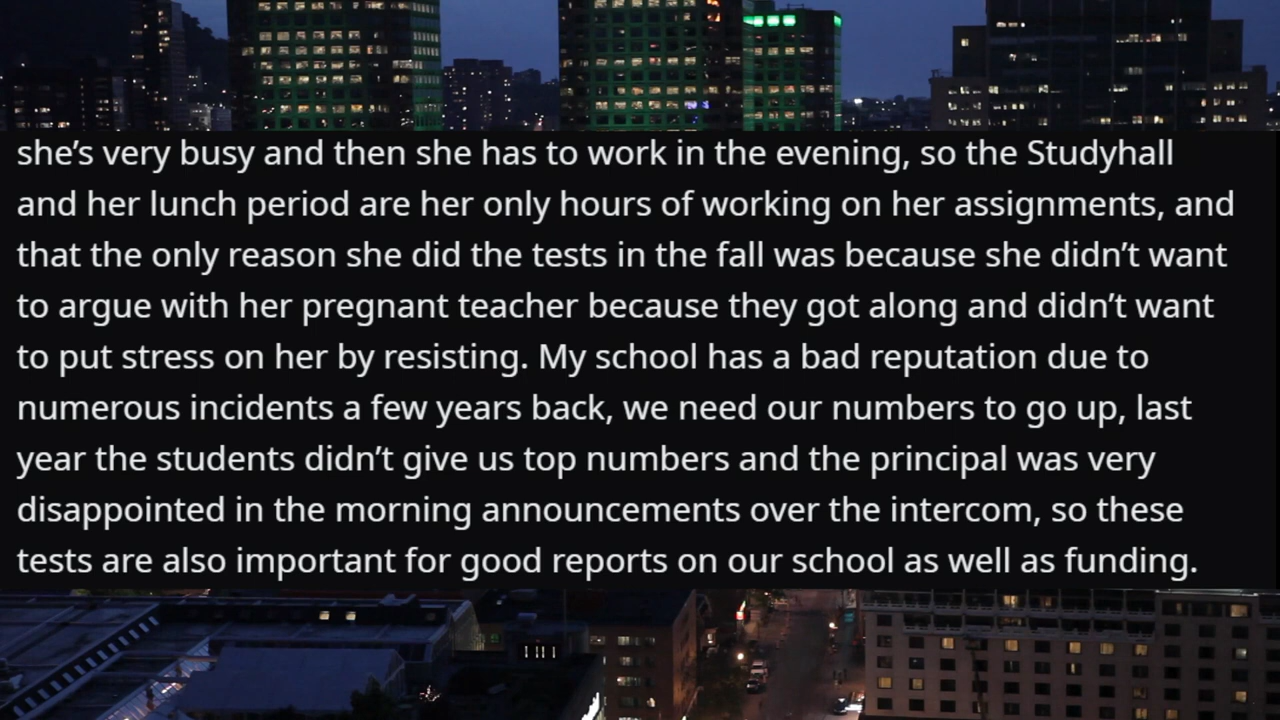 she’s very busy and then she has to work in the evening, so the Studyhall
and her lunch period are her only hours of working on her assignments, and
that the only reason she did the tests in the fall was because she didn’t want
to argue with her pregnant teacher because they got along and didn’t want
to put stress on her by resisting. My school has a bad reputation due to
numerous incidents a few years back, we need our numbers to go up, last
year the students didn’t give us top numbers and the principal was very
disappointed in the morning announcements over the intercom, so these
tests are also important for good reports on our school as well as funding.